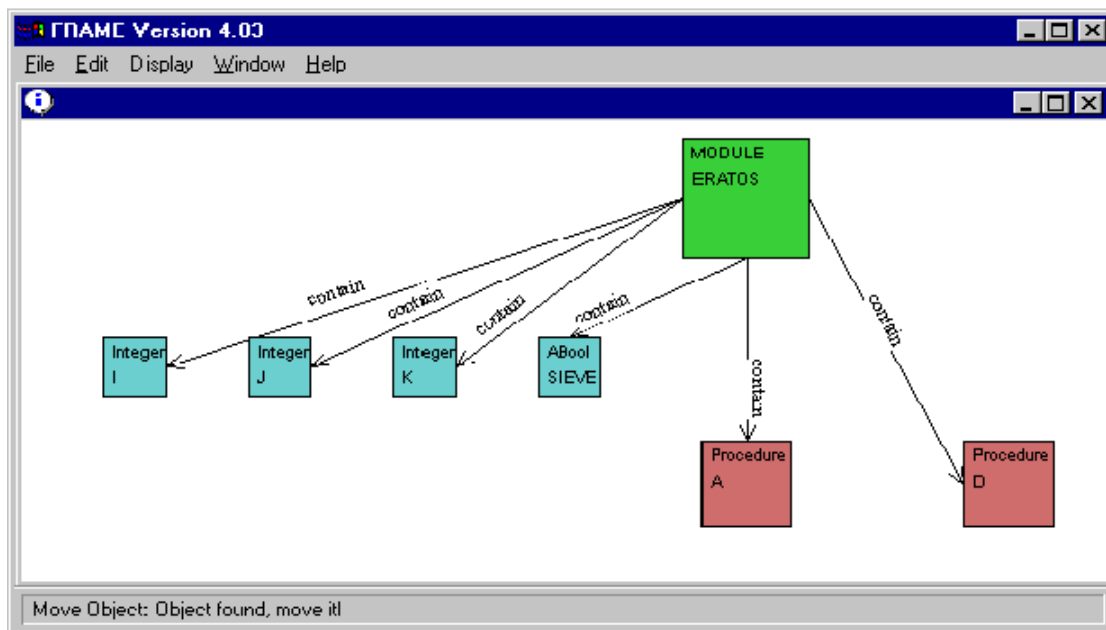 FRAME Version 4.03
File Edit Display Window Help
MODULE
ERATOS
contain
contain
contain
contain
contain
contain
Integer
I
Integer
J
Integer
K
ABool
SIEVE
Procedure
A
Procedure
D
Move Object: Object found, move it!